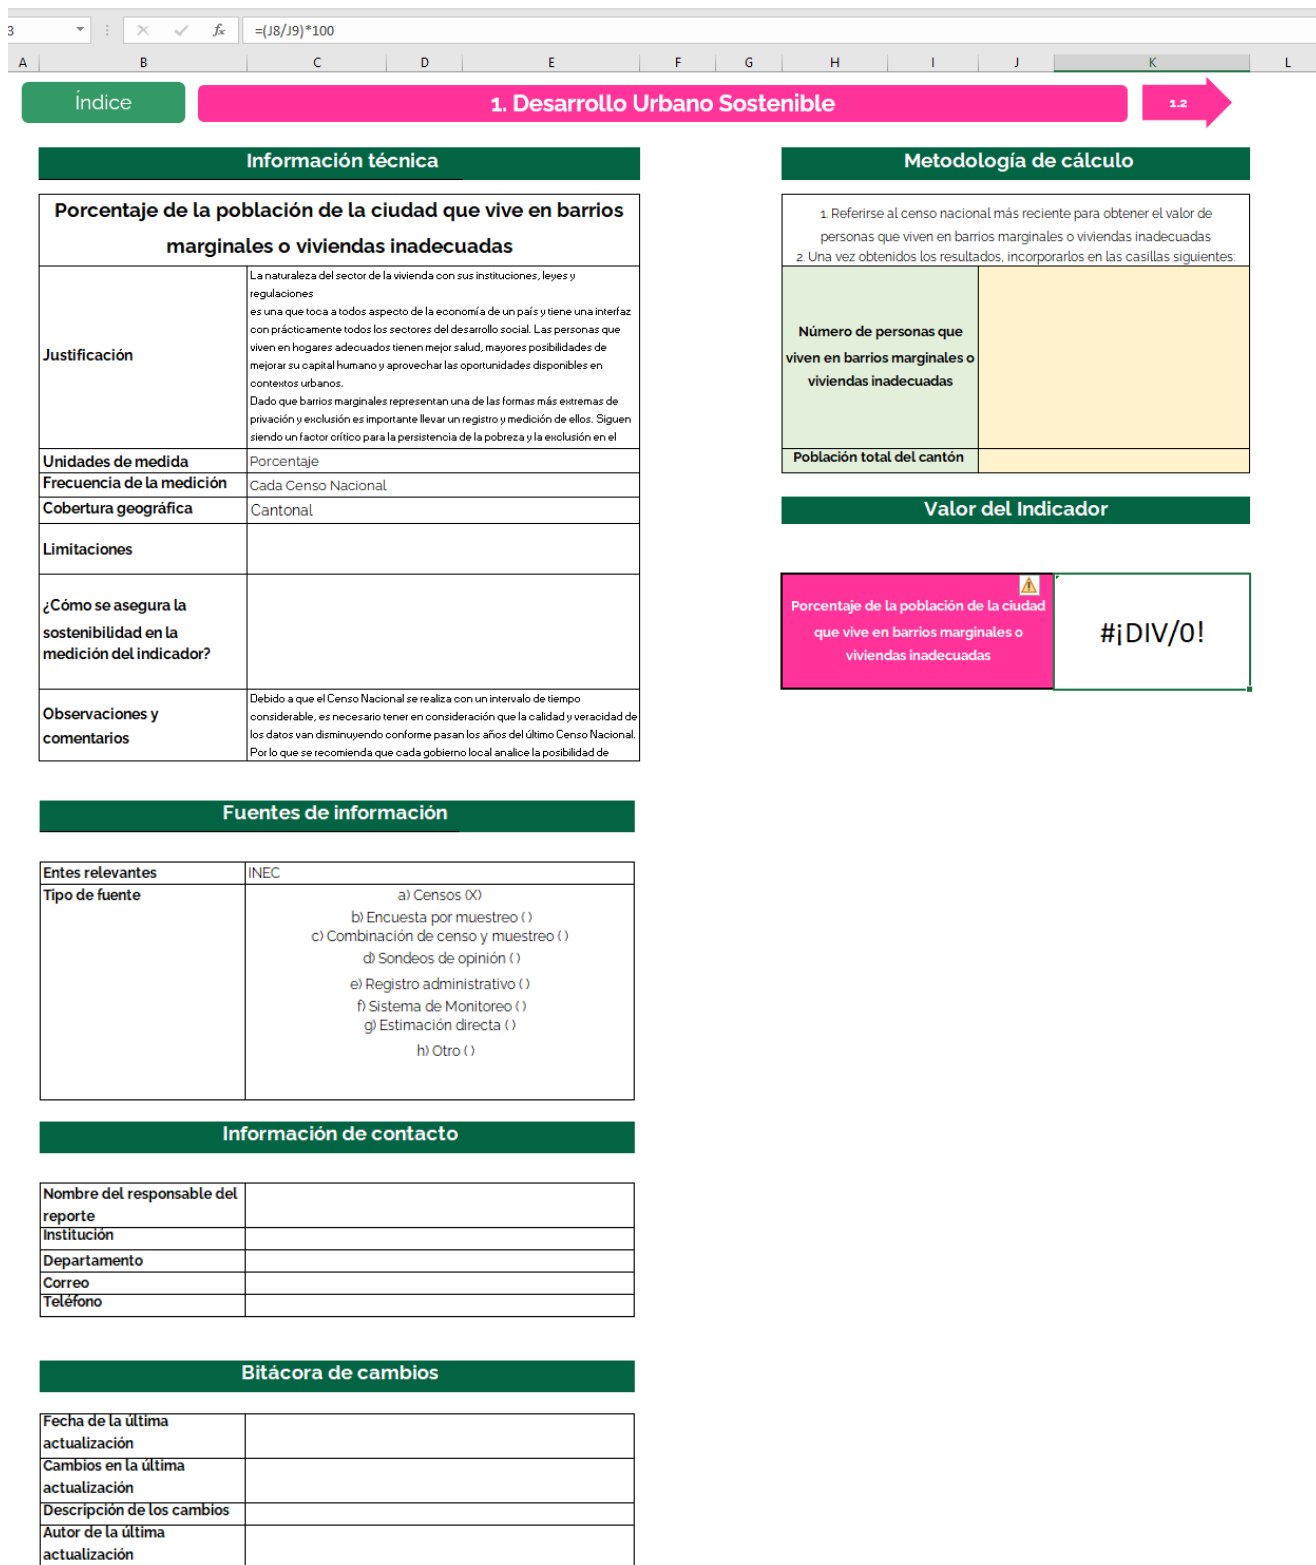 3
=(J8/J9)*100
A B C D E F G H I J K L
Índice
1. Desarrollo Urbano Sostenible
1.2
Información técnica
Porcentaje de la población de la ciudad que vive en barrios
marginales o viviendas inadecuadas
Justificación
La naturaleza del sector de la vivienda con sus instituciones, leyes y
regulaciones
es una que toca a todos aspecto de la economía de un país y tiene una interfaz
con prácticamente todos los sectores del desarrollo social. Las personas que
viven en hogares adecuados tienen mejor salud, mayores posibilidades de
mejorar su capital humano y aprovechar las oportunidades disponibles en
contextos urbanos.
Dado que barrios marginales representan una de las formas más extremas de
privación y exclusión es importante llevar un registro y medición de ellos. Siguen
siendo un factor crítico para la persistencia de la pobreza y la exclusión en el
Unidades de medida
Porcentaje
Frecuencia de la medición
Cada Censo Nacional
Cobertura geográfica
Cantonal
Limitaciones
¿Cómo se asegura la
sostenibilidad en la
medición del indicador?
Observaciones y
comentarios
Debido a que el Censo Nacional se realiza con un intervalo de tiempo
considerable, es necesario tener en consideración que la calidad y veracidad de
los datos van disminuyendo conforme pasan los años del último Censo Nacional.
Por lo que se recomienda que cada gobierno local analice la posibilidad de
Metodología de cálculo
1. Referirse al censo nacional más reciente para obtener el valor de
personas que viven en barrios marginales o viviendas inadecuadas
2. Una vez obtenidos los resultados, incorporarlos en las casillas siguientes:
Número de personas que
viven en barrios marginales o
viviendas inadecuadas
Población total del cantón
Valor del Indicador
Porcentaje de la población de la ciudad
que vive en barrios marginales o
viviendas inadecuadas
#¡DIV/0!
Fuentes de información
Entes relevantes
INEC
Tipo de fuente
a) Censos (X)
b) Encuesta por muestreo ( )
c) Combinación de censo y muestreo ( )
d) Sondeos de opinión ( )
e) Registro administrativo ( )
f) Sistema de Monitoreo ( )
g) Estimación directa ( )
h) Otro ( )
Información de contacto
Nombre del responsable del
reporte
Institución
Departamento
Correo
Teléfono
Bitácora de cambios
Fecha de la última
actualización
Cambios en la última
actualización
Descripción de los cambios
Autor de la última
actualización